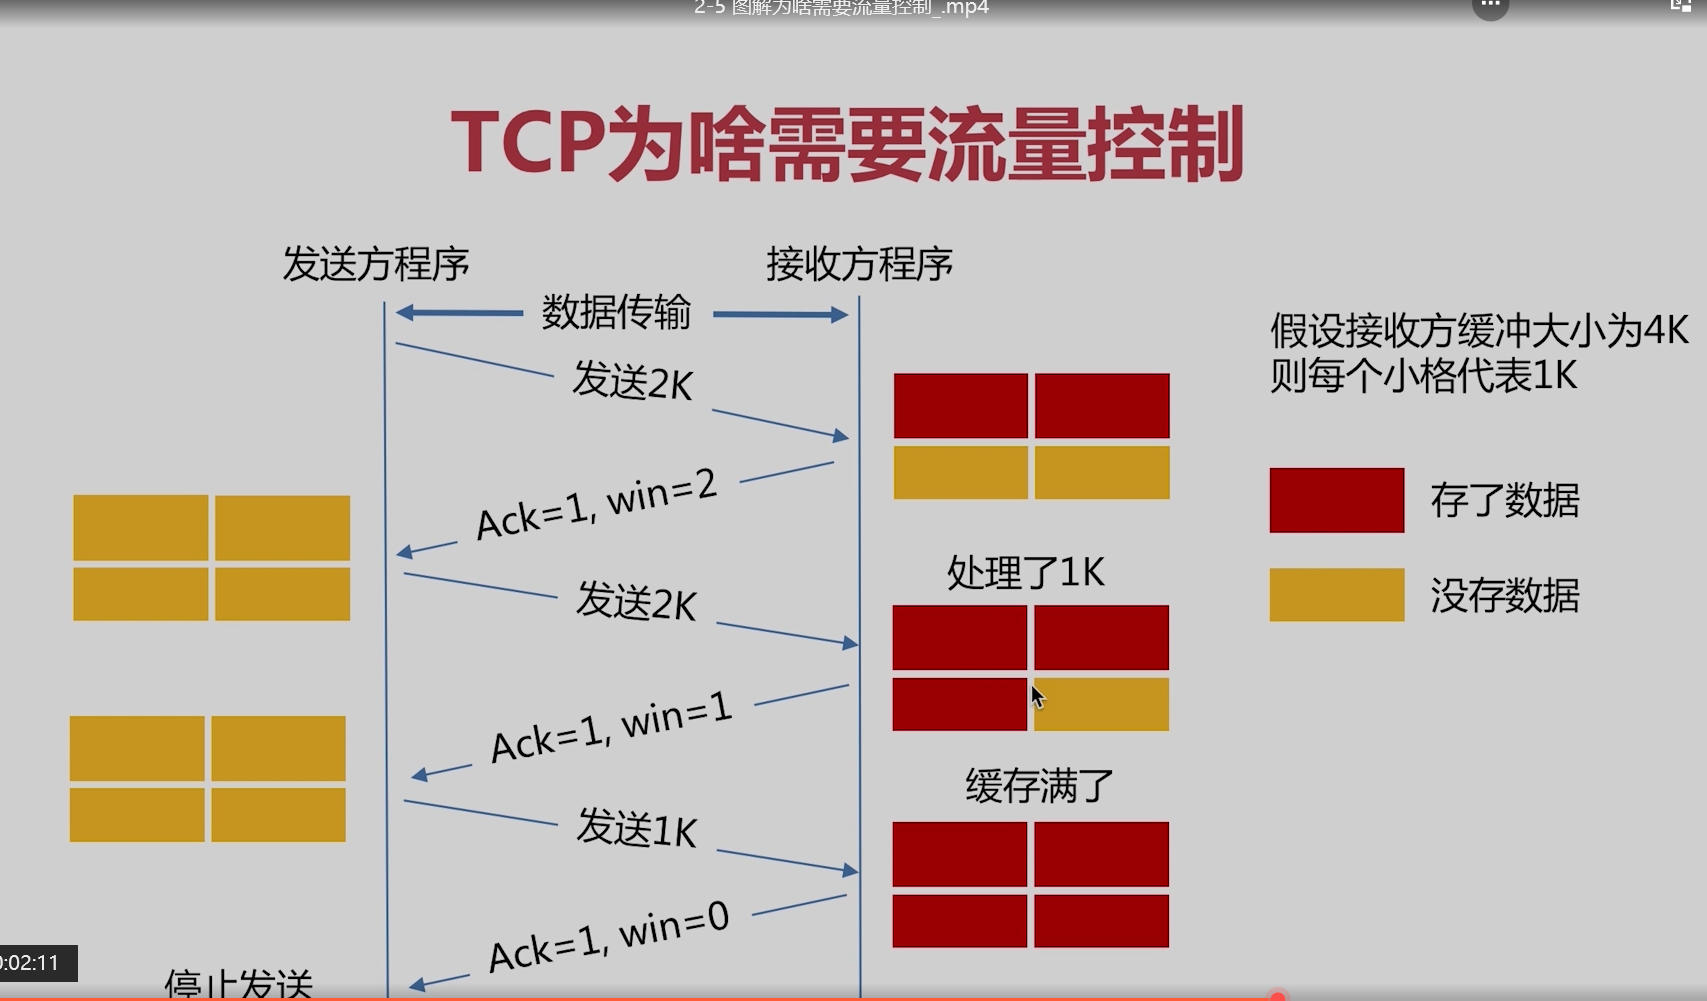 2-5 图解为啥需要流量控制_.mp4
TCP为啥需要流量控制
发送方程序
接收方程序
数据传输
假设接收方缓冲大小为4K
则每个小格代表1K
发送2K
Ack=1, win=2
存了数据
处理了1K
发送2K
没存数据
Ack=1, win=1
缓存满了
发送1K
Ack=1, win=0
:02:11
停止发送